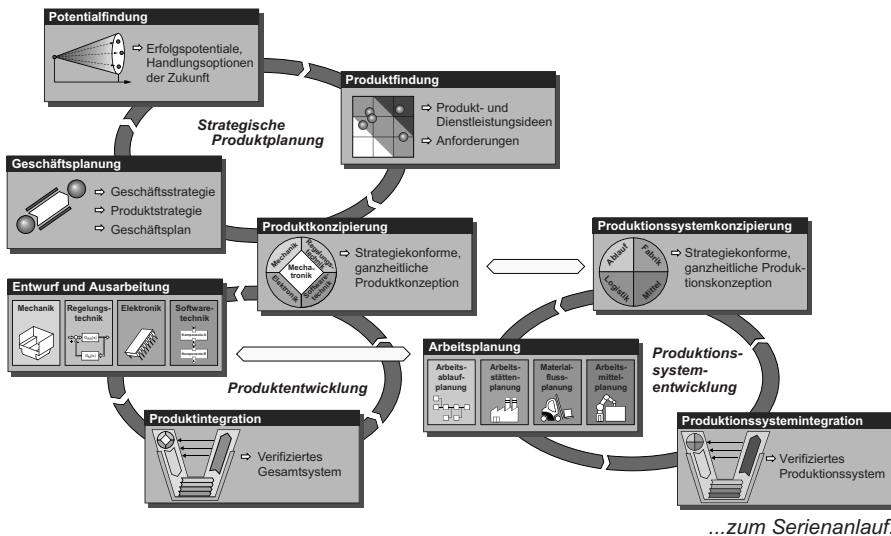 Potentialfindung
⇨ Erfolgspotentiale,
Handlungsoptionen
der Zukunft
Produktfindung
⇨ Produkt- und
Dienstleistungsideen
⇨ Anforderungen
Strategische
Produktplanung
Geschäftsplanung
⇨ Geschäftsstrategie
⇨ Produktstrategie
⇨ Geschäftsplan
Produktkonzipierung
Mechanik
Regelungs-
technik
Mecha-
tronik
Elektronik
Software-
technik
⇨ Strategiekonforme,
ganzheitliche
Produktkonzeption
Produktionssystemkonzipierung
Ablauf
Fabrik
Logistik
Mittel
⇨ Strategiekonforme,
ganzheitliche Produk-
tionskonzeption
Entwurf und Ausarbeitung
Mechanik
Regelungs-
technik
Elektronik
Software-
technik
Produktentwicklung
Arbeitsplanung
Arbeits-
ablauf-
planung
Arbeits-
stätten-
planung
Material-
fluss-
planung
Arbeits-
mittel-
planung
Produktions-
system-
entwicklung
Produktintegration
⇨ Verifiziertes
Gesamtsystem
Produktionssystemintegration
⇨ Verifiziertes
Produktionssystem
...zum Serienanlauf.